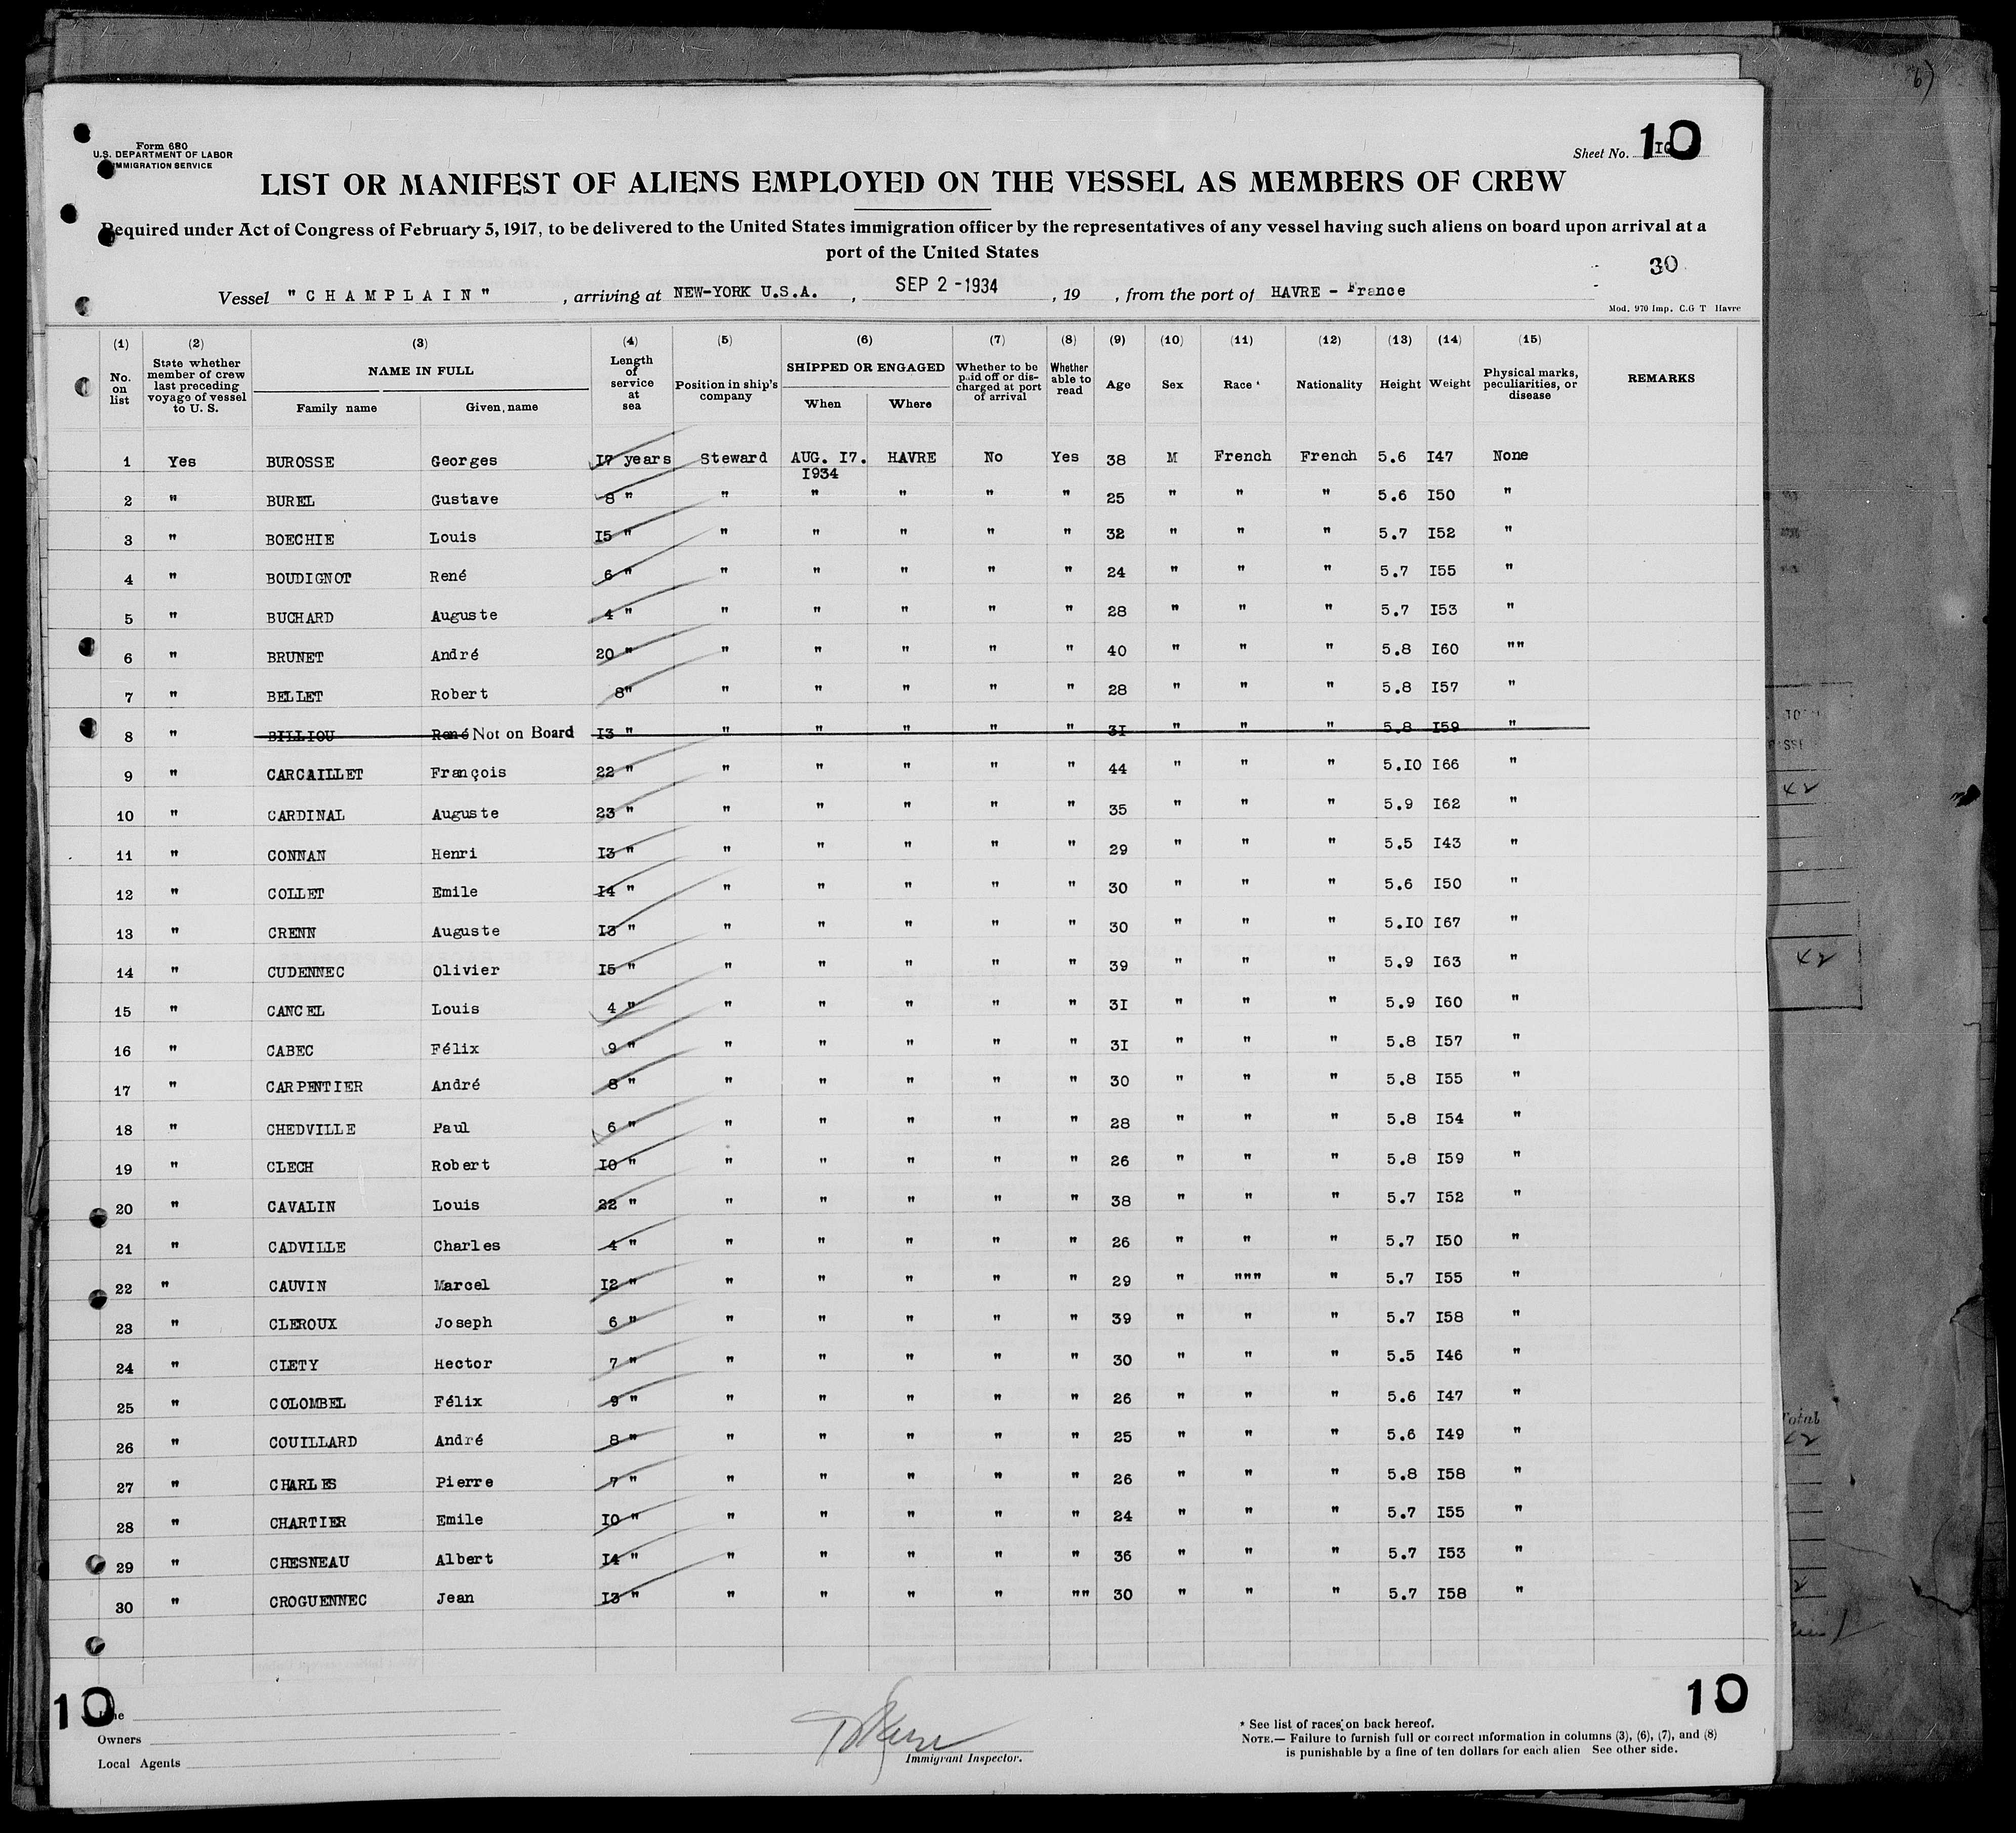 Form 680
U.S. DEPARTMENT OF LABOR
IMMIGRATION SERVICE
Sheet No. 10
10
LIST OR MANIFEST OF ALIENS EMPLOYED ON THE VESSEL AS MEMBERS OF CREW
Required under Act of Congress of February 5, 1917, to be delivered to the United States immigration officer by the representatives of any vessel having such aliens on board upon arrival at a
port of the United States
30
Vessel "CHAMPLAIN" , arriving at NEW-YORK U.S.A. , SEP 2 -1934 , 19 , from the port of HAVRE - France
Mod. 970 Imp. C.G T Havre
(1) (2) (3) (4) (5) (6) (7) (8) (9) (10) (11) (12) (13) (14) (15)
No. on list State whether member of crew last preceding voyage of vessel to U. S. NAME IN FULL Family name Given name Length of service at sea Position in ship's company SHIPPED OR ENGAGED When Where Whether to be paid off or discharged at port of arrival Whether able to read Age Sex Race * Nationality Height Weight Physical marks, peculiarities, or disease REMARKS
1 Yes BUROSSE Georges 17 years Steward AUG. 17. 1934 HAVRE No Yes 38 M French French 5.6 147 None
2 " BUREL Gustave 8 " " " " " " 25 " " " 5.6 150 "
3 " BOECHIE Louis 15 " " " " " " 32 " " " 5.7 152 "
4 " BOUDIGNOT René 6 " " " " " " 24 " " " 5.7 155 "
5 " BUCHARD Auguste 4 " " " " " " 28 " " " 5.7 153 "
6 " BRUNET André 20 " " " " " " 40 " " " 5.8 160 ""
7 " BELLET Robert 8" " " " " " 28 " " " 5.8 157 "
8 " BILLIOU René Not on Board 13 " " " " " " 31 " " " 5.8 159 "
9 " CARCAILLET François 22 " " " " " " 44 " " " 5.10 166 "
10 " CARDINAL Auguste 23 " " " " " " 35 " " " 5.9 162 "
11 " CONNAN Henri 13 " " " " " " 29 " " " 5.5 143 "
12 " COLLET Emile 14 " " " " " " 30 " " " 5.6 150 "
13 " CRENN Auguste 13 " " " " " " 30 " " " 5.10 167 "
14 " CUDENNEC Olivier 15 " " " " " " 39 " " " 5.9 163 "
15 " CANCEL Louis 4 " " " " " " 31 " " " 5.9 160 "
16 " CABEC Félix 9 " " " " " " 31 " " " 5.8 157 "
17 " CARPENTIER André 8 " " " " " " 30 " " " 5.8 155 "
18 " CHEDVILLE Paul 6 " " " " " " 28 " " " 5.8 154 "
19 " CLECH Robert 10 " " " " " " 26 " " " 5.8 159 "
20 " CAVALIN Louis 22 " " " " " " 38 " " " 5.7 152 "
21 " CADVILLE Charles 4 " " " " " " 26 " " " 5.7 150 "
22 " CAUVIN Marcel 12 " " " " " " 29 " """ " 5.7 155 "
23 " CLEROUX Joseph 6 " " " " " " 39 " " " 5.7 158 "
24 " CLETY Hector 7 " " " " " " 30 " " " 5.5 146 "
25 " COLOMBEL Félix 9 " " " " " " 26 " " " 5.6 147 "
26 " COUILLARD André 8 " " " " " " 25 " " " 5.6 149 "
27 " CHARLES Pierre 7 " " " " " " 26 " " " 5.8 158 "
28 " CHARTIER Emile 10 " " " " " " 24 " " " 5.7 155 "
29 " CHESNEAU Albert 14 " " " " " " 36 " " " 5.7 153 "
30 " CROGUENNEC Jean 13 " " " " " "" 30 " " " 5.7 158 "
10
10
Line
Owners
Local Agents
Immigrant Inspector.
* See list of races on back hereof.
NOTE.— Failure to furnish full or correct information in columns (3), (6), (7), and (8)
is punishable by a fine of ten dollars for each alien See other side.
42
42
Total
42